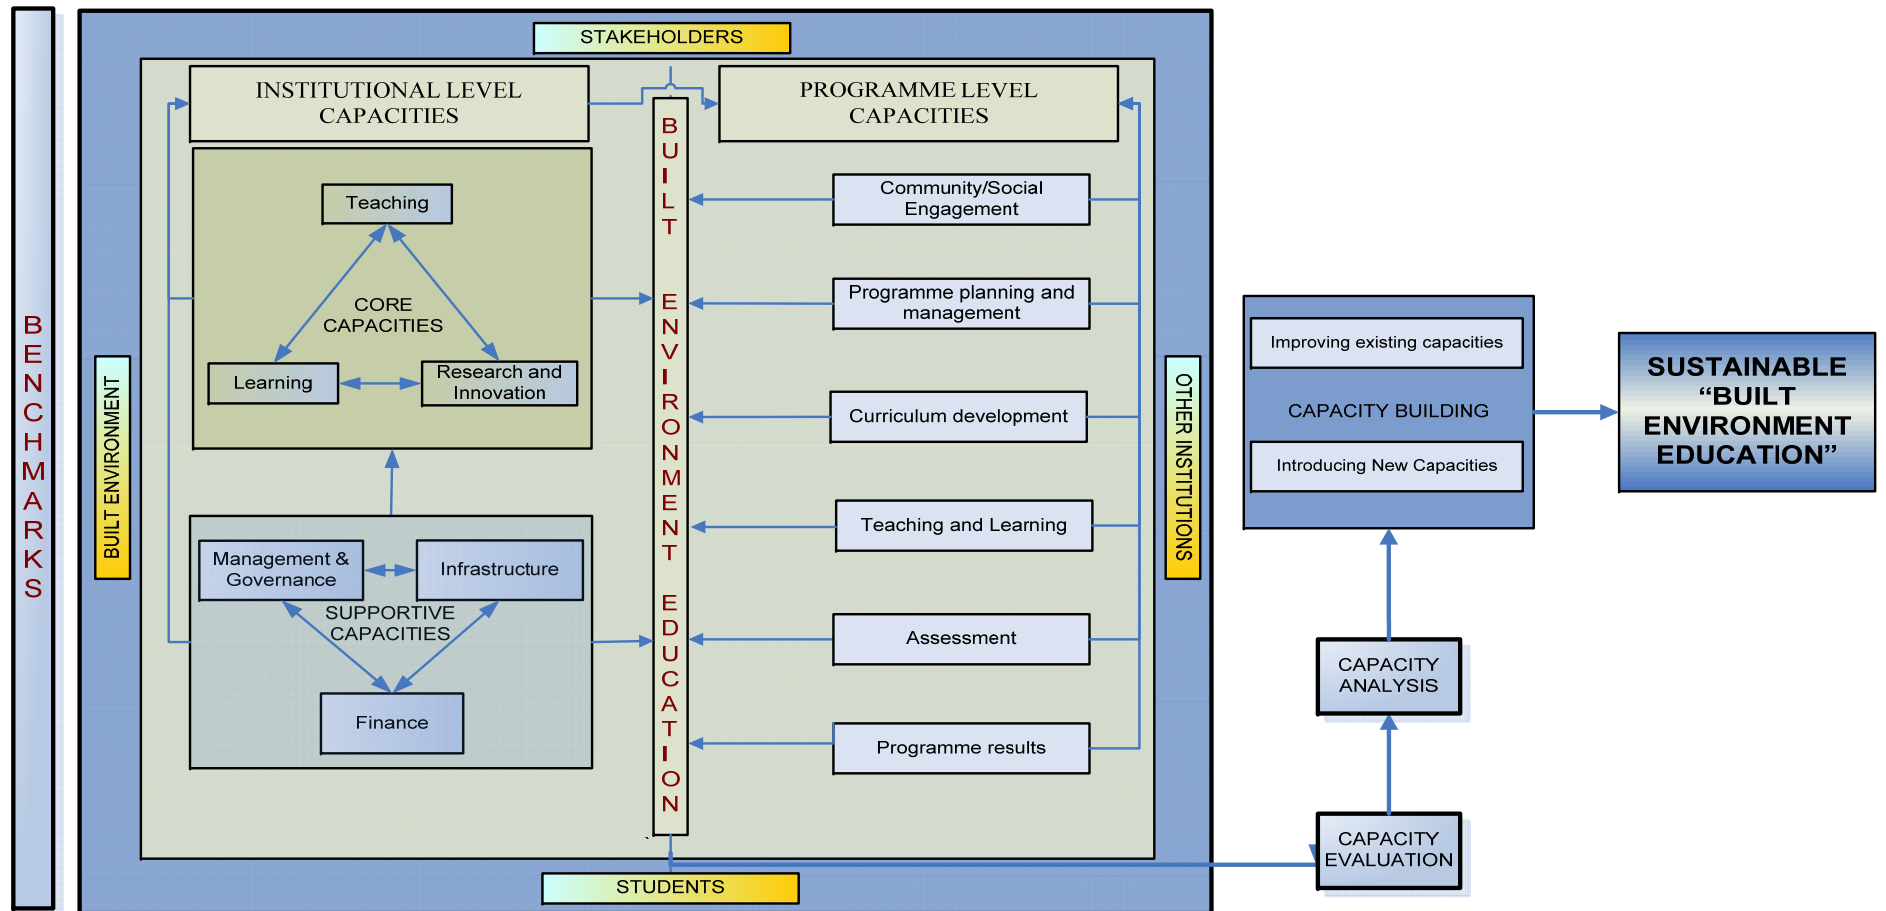 BENCHMARKS
STAKEHOLDERS
INSTITUTIONAL LEVEL
CAPACITIES
PROGRAMME LEVEL
CAPACITIES
BUILT ENVIRONMENT
Teaching
CORE
CAPACITIES
Learning
Research and
Innovation
Management &
Governance
Infrastructure
SUPPORTIVE
CAPACITIES
Finance
BUILT ENVIRONMENT EDUCATION
Community/Social
Engagement
Programme planning and
management
Curriculum development
Teaching and Learning
Assessment
Programme results
OTHER INSTITUTIONS
STUDENTS
Improving existing capacities
CAPACITY BUILDING
Introducing New Capacities
CAPACITY
ANALYSIS
CAPACITY
EVALUATION
SUSTAINABLE
“BUILT
ENVIRONMENT
EDUCATION”